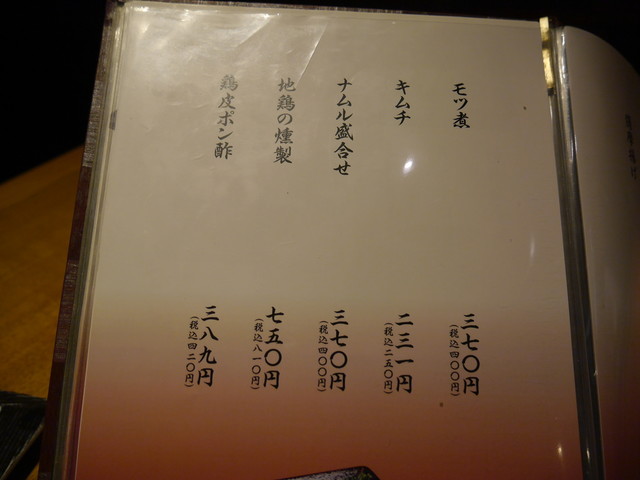 モツ煮
三七〇円
(税込四〇〇円)
キムチ
二三一円
(税込二五〇円)
ナムル盛合せ
三七〇円
(税込四〇〇円)
地鶏の燻製
七五〇円
(税込八一〇円)
鶏皮ポン酢
三八九円
(税込四二〇円)